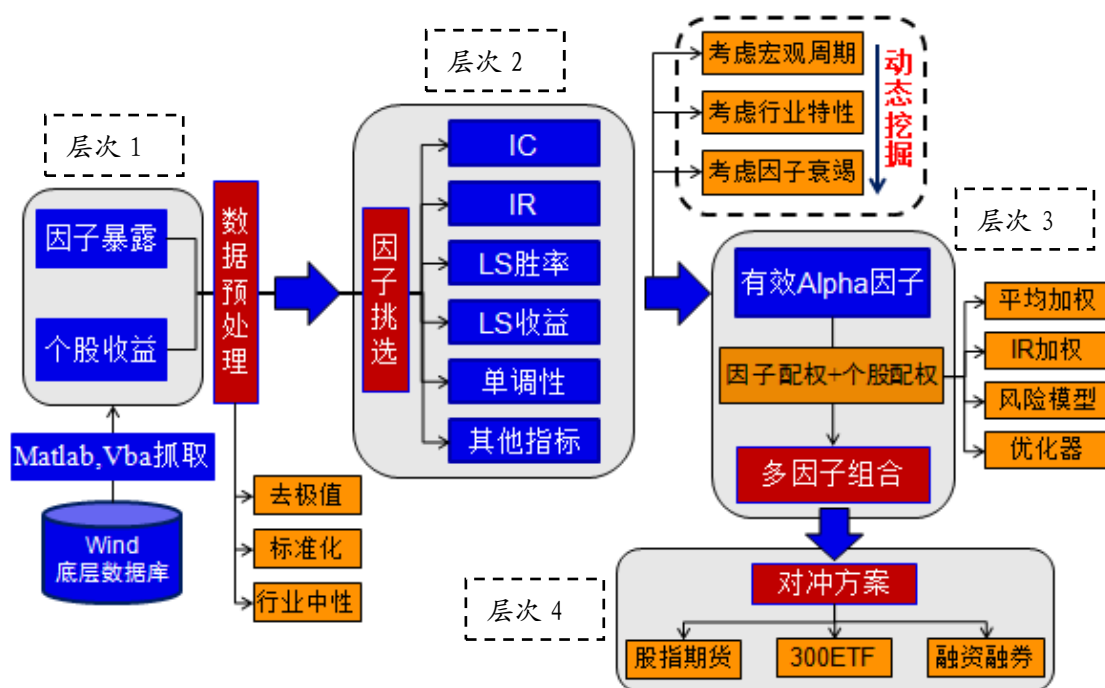 层次 1
因子暴露
个股收益
Matlab,Vba抓取
Wind
底层数据库
数据预处理
去极值
标准化
行业中性
层次 2
因子挑选
IC
IR
LS胜率
LS收益
单调性
其他指标
考虑宏观周期
考虑行业特性
考虑因子衰竭
动态挖掘
层次 3
有效Alpha因子
因子配权+个股配权
多因子组合
平均加权
IR加权
风险模型
优化器
层次 4
对冲方案
股指期货
300ETF
融资融券